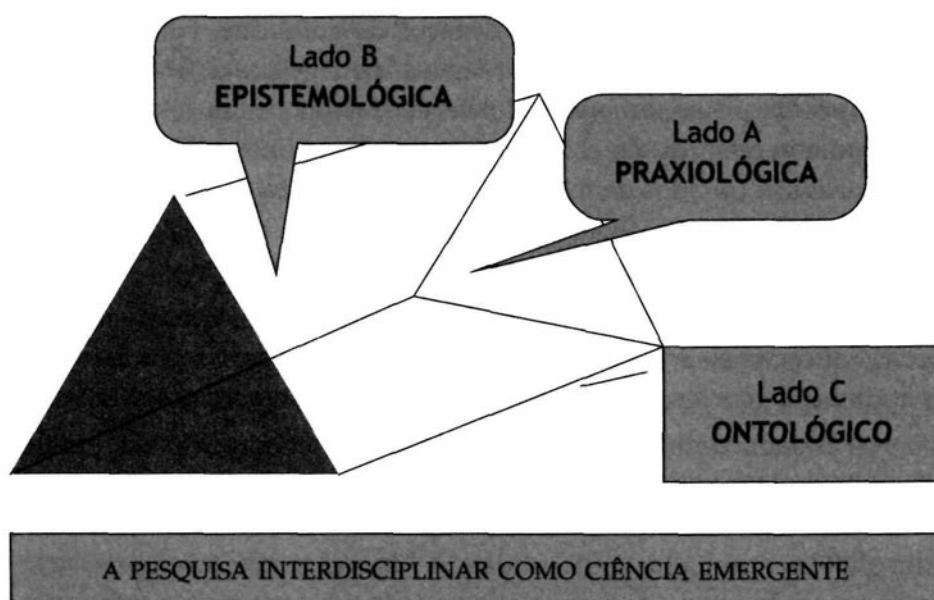 Lado B
EPISTEMOLÓGICA
Lado A
PRAXIOLÓGICA
Lado C
ONTOLÓGICO
A PESQUISA INTERDISCIPLINAR COMO CIÊNCIA EMERGENTE